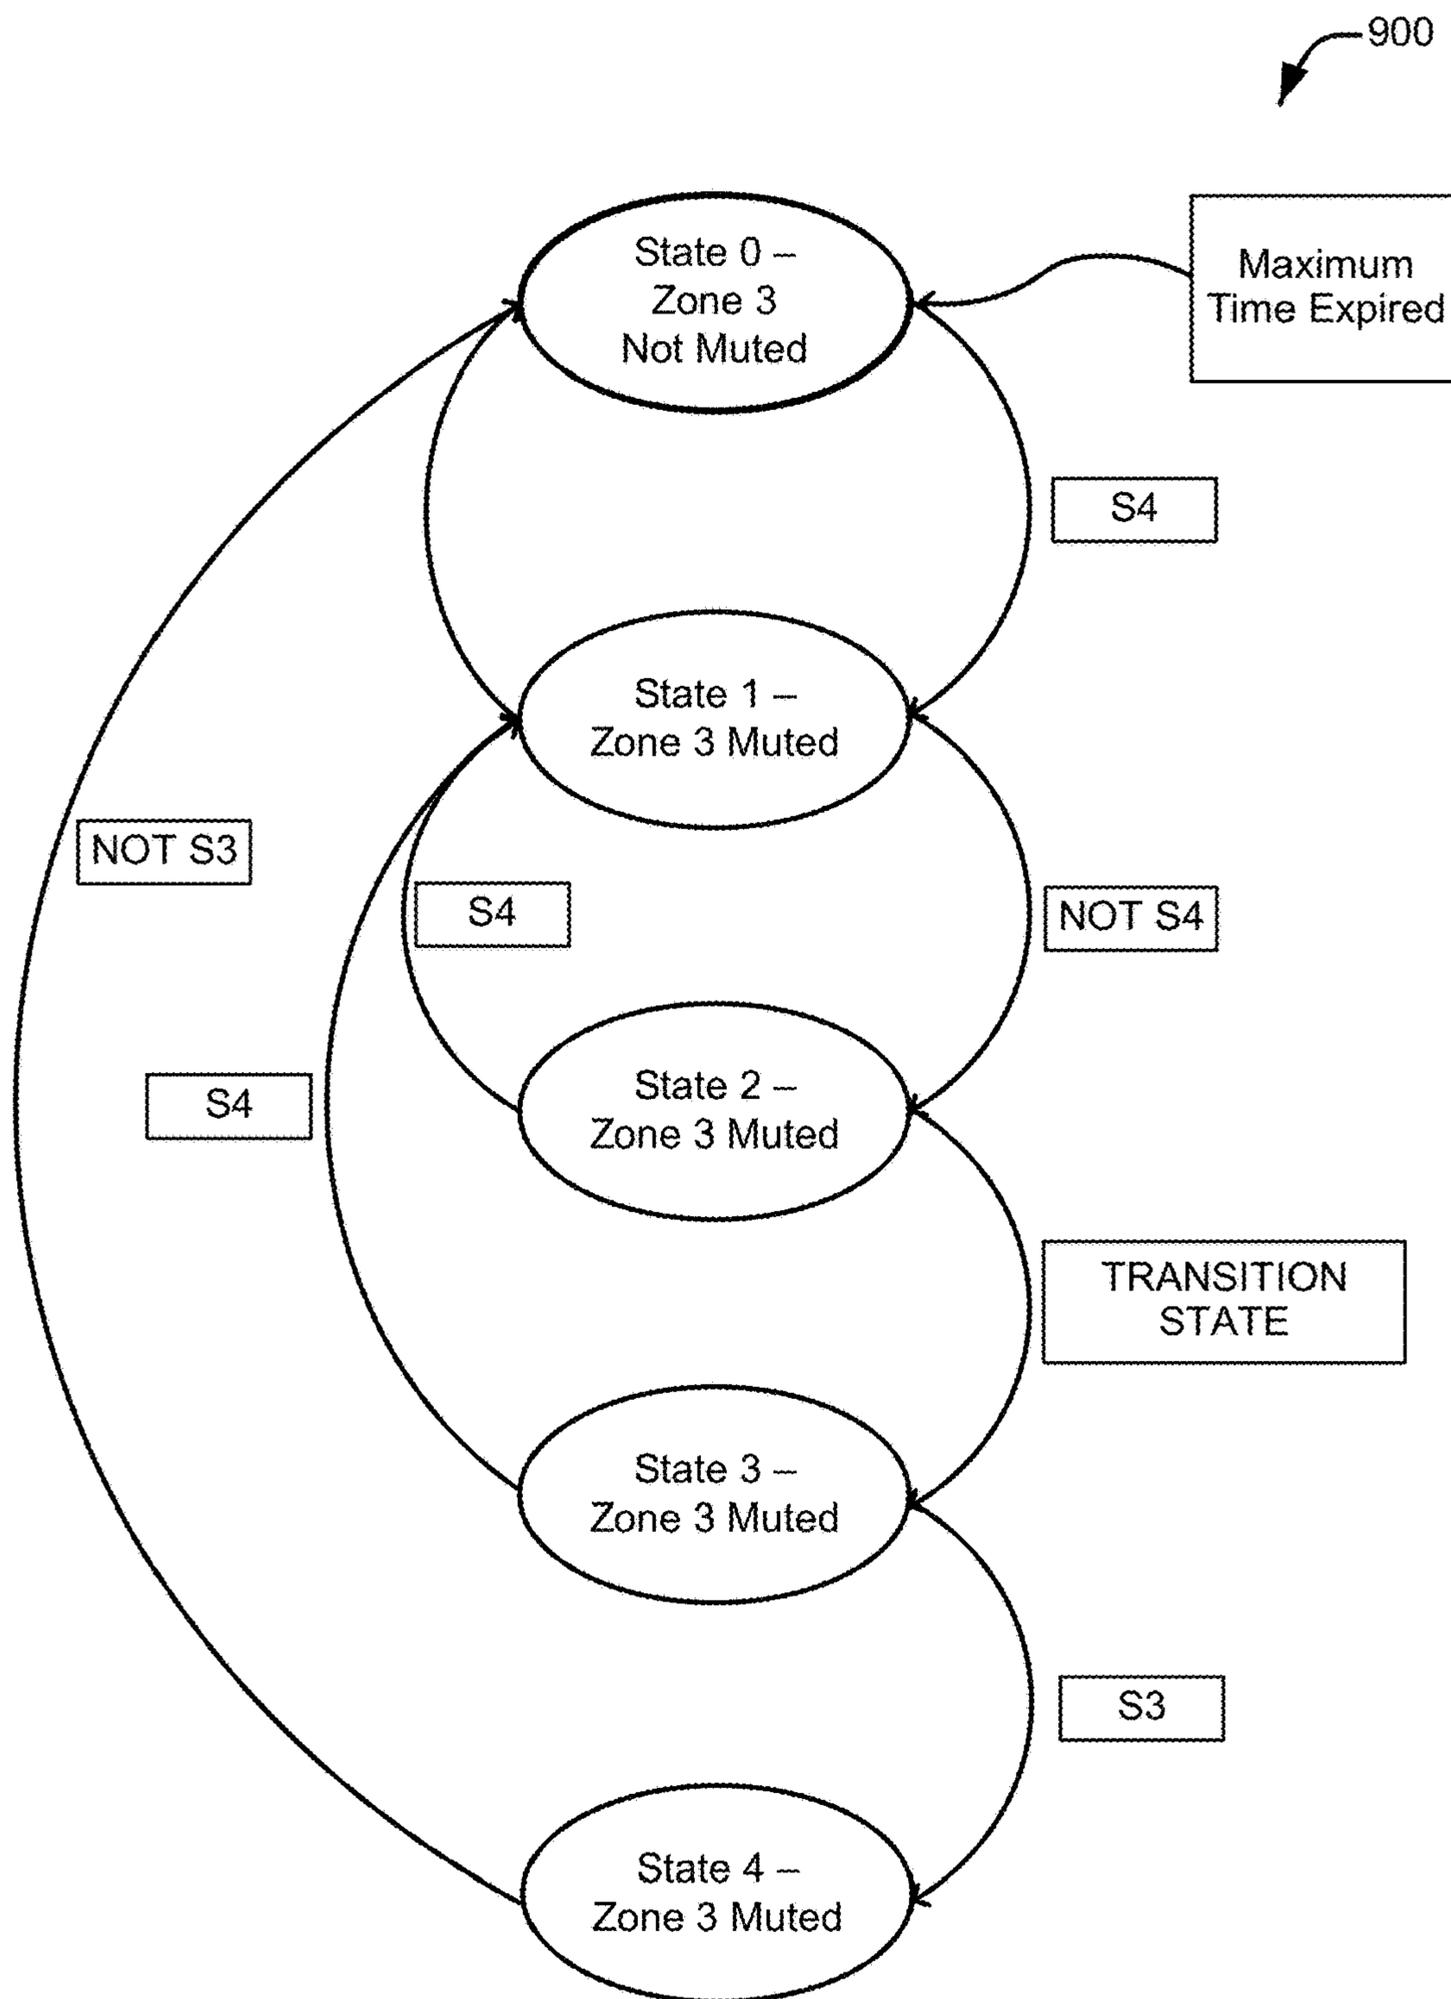 900
State 0 –
Zone 3
Not Muted
Maximum
Time Expired
S4
State 1 –
Zone 3 Muted
NOT S3
S4
NOT S4
State 2 –
Zone 3 Muted
S4
TRANSITION
STATE
State 3 –
Zone 3 Muted
S3
State 4 –
Zone 3 Muted